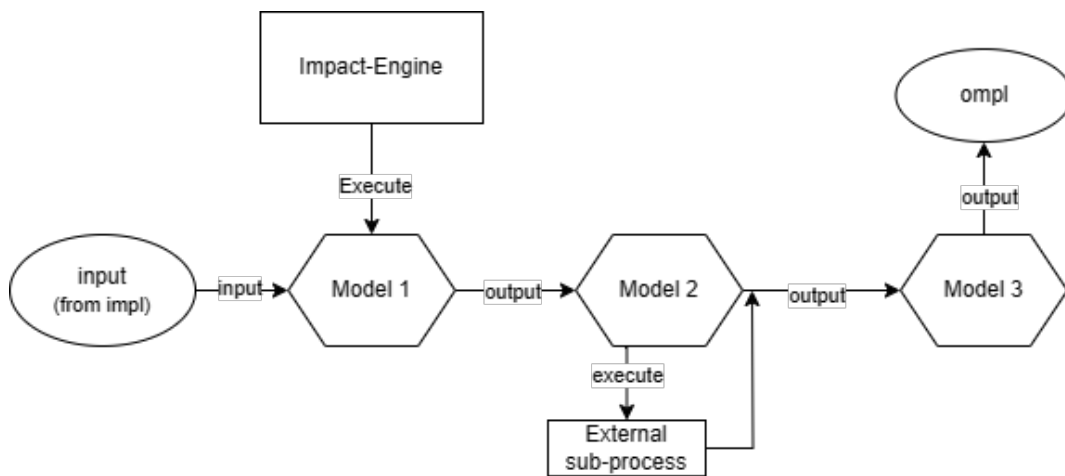 Impact-Engine
ompl
Execute
output
input
(from impl)
input
Model 1
output
Model 2
output
Model 3
execute
External
sub-process